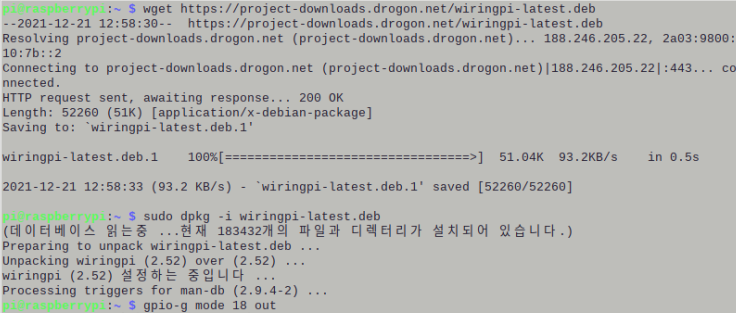 pi@raspberrypi:~ $ wget https://project-downloads.drogon.net/wiringpi-latest.deb
--2021-12-21 12:58:30--  https://project-downloads.drogon.net/wiringpi-latest.deb
Resolving project-downloads.drogon.net (project-downloads.drogon.net)... 188.246.205.22, 2a03:9800:
10:7b::2
Connecting to project-downloads.drogon.net (project-downloads.drogon.net)|188.246.205.22|:443... co
nnected.
HTTP request sent, awaiting response... 200 OK
Length: 52260 (51K) [application/x-debian-package]
Saving to: `wiringpi-latest.deb.1'
wiringpi-latest.deb.1    100%[=================================>]  51.04K  93.2KB/s    in 0.5s
2021-12-21 12:58:33 (93.2 KB/s) - `wiringpi-latest.deb.1' saved [52260/52260]
pi@raspberrypi:~ $ sudo dpkg -i wiringpi-latest.deb
(데이터베이스 읽는중 ...현재 183432개의 파일과 디렉터리가 설치되어 있습니다.)
Preparing to unpack wiringpi-latest.deb ...
Unpacking wiringpi (2.52) over (2.52) ...
wiringpi (2.52) 설정하는 중입니다 ...
Processing triggers for man-db (2.9.4-2) ...
pi@raspberrypi:~ $ gpio-g mode 18 out